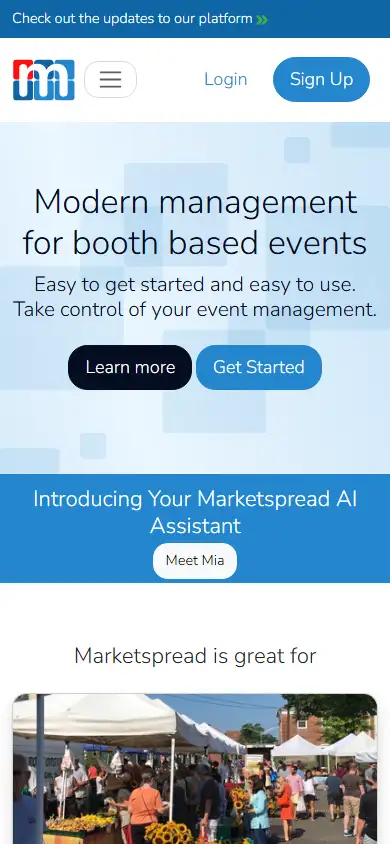 Check out the updates to our platform
m
Login
Sign Up
Modern management
for booth based events
Easy to get started and easy to use.
Take control of your event management.
Learn more
Get Started
Introducing Your Marketspread AI
Assistant
Meet Mia
Marketspread is great for